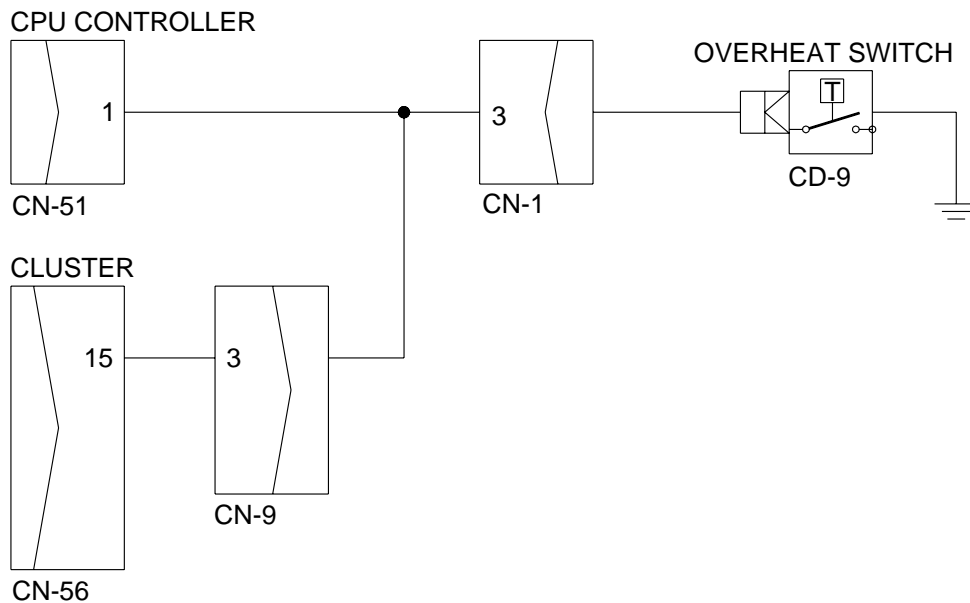 CPU CONTROLLER
1
CN-51
3
CN-1
OVERHEAT SWITCH
T
CD-9
CLUSTER
15
CN-56
3
CN-9